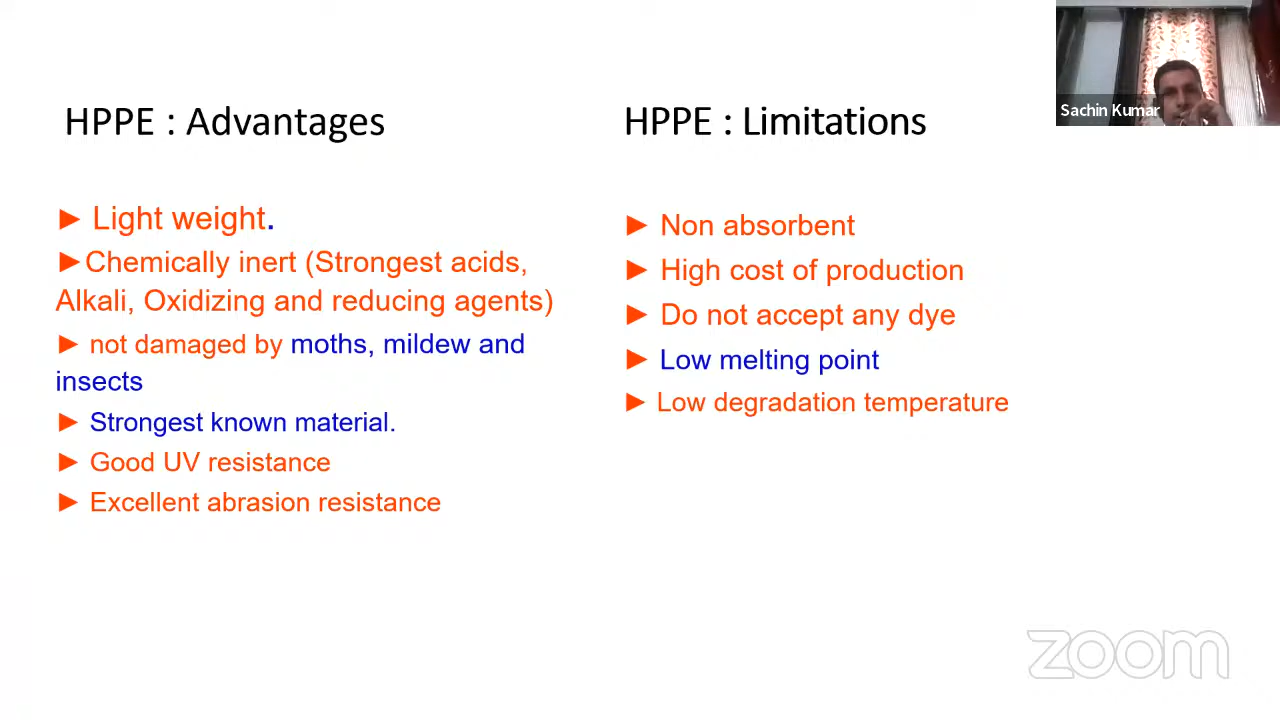 HPPE : Advantages
► Light weight.
►Chemically inert (Strongest acids,
Alkali, Oxidizing and reducing agents)
► not damaged by moths, mildew and
insects
► Strongest known material.
► Good UV resistance
► Excellent abrasion resistance
HPPE : Limitations
► Non absorbent
► High cost of production
► Do not accept any dye
► Low melting point
► Low degradation temperature
Sachin Kumar
zoom